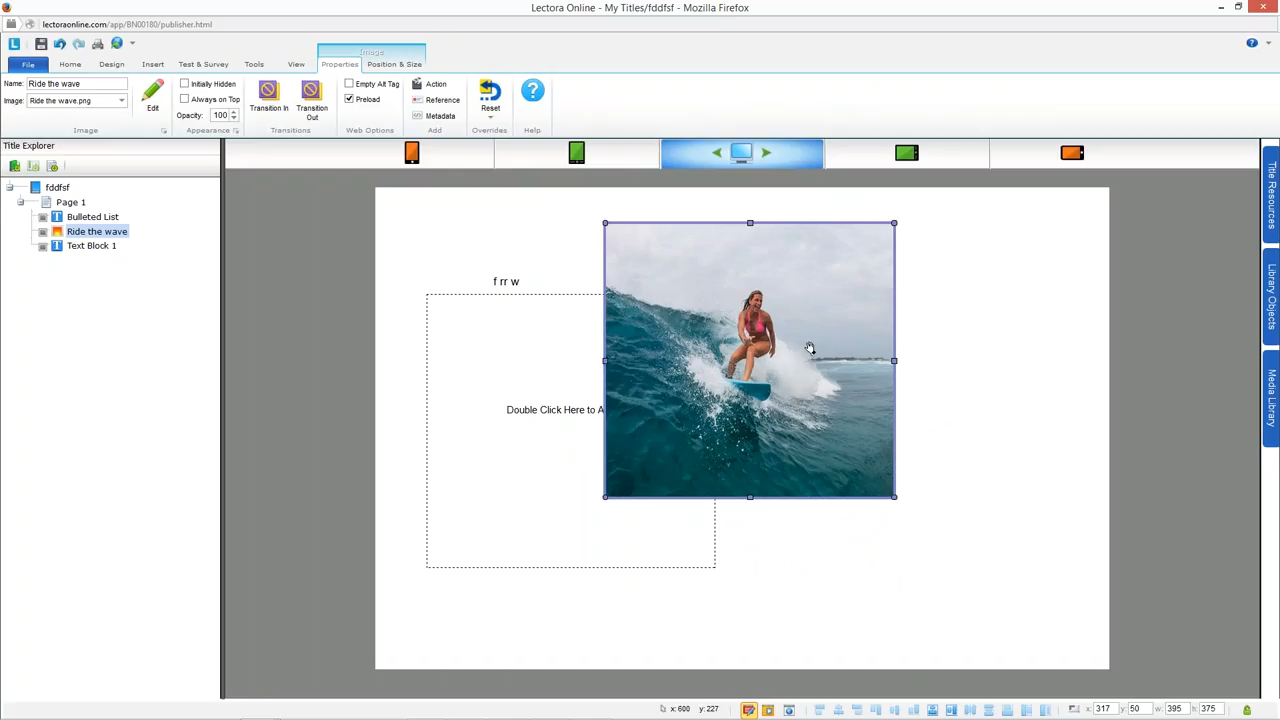 Lectora Online - My Titles/fddfsf - Mozilla Firefox
lectoraonline.com/app/BN00180/publisher.html
Image
File Home Design Insert Test & Survey Tools View Properties Position & Size
Name: Ride the wave
Image: Ride the wave.png
Edit
Image
Initially Hidden
Always on Top
Opacity: 100
Appearance
Transition In
Transition Out
Transitions
Empty Alt Tag
Preload
Web Options
Action
Reference
Metadata
Add
Reset
Overrides
Help
Title Explorer
fddfsf
Page 1
Bulleted List
Ride the wave
Text Block 1
f rr w
Double Click Here to A
Title Resources
Library Objects
Media Library
x: 600 y: 227
x: 317 y: 50 w: 395 h: 375